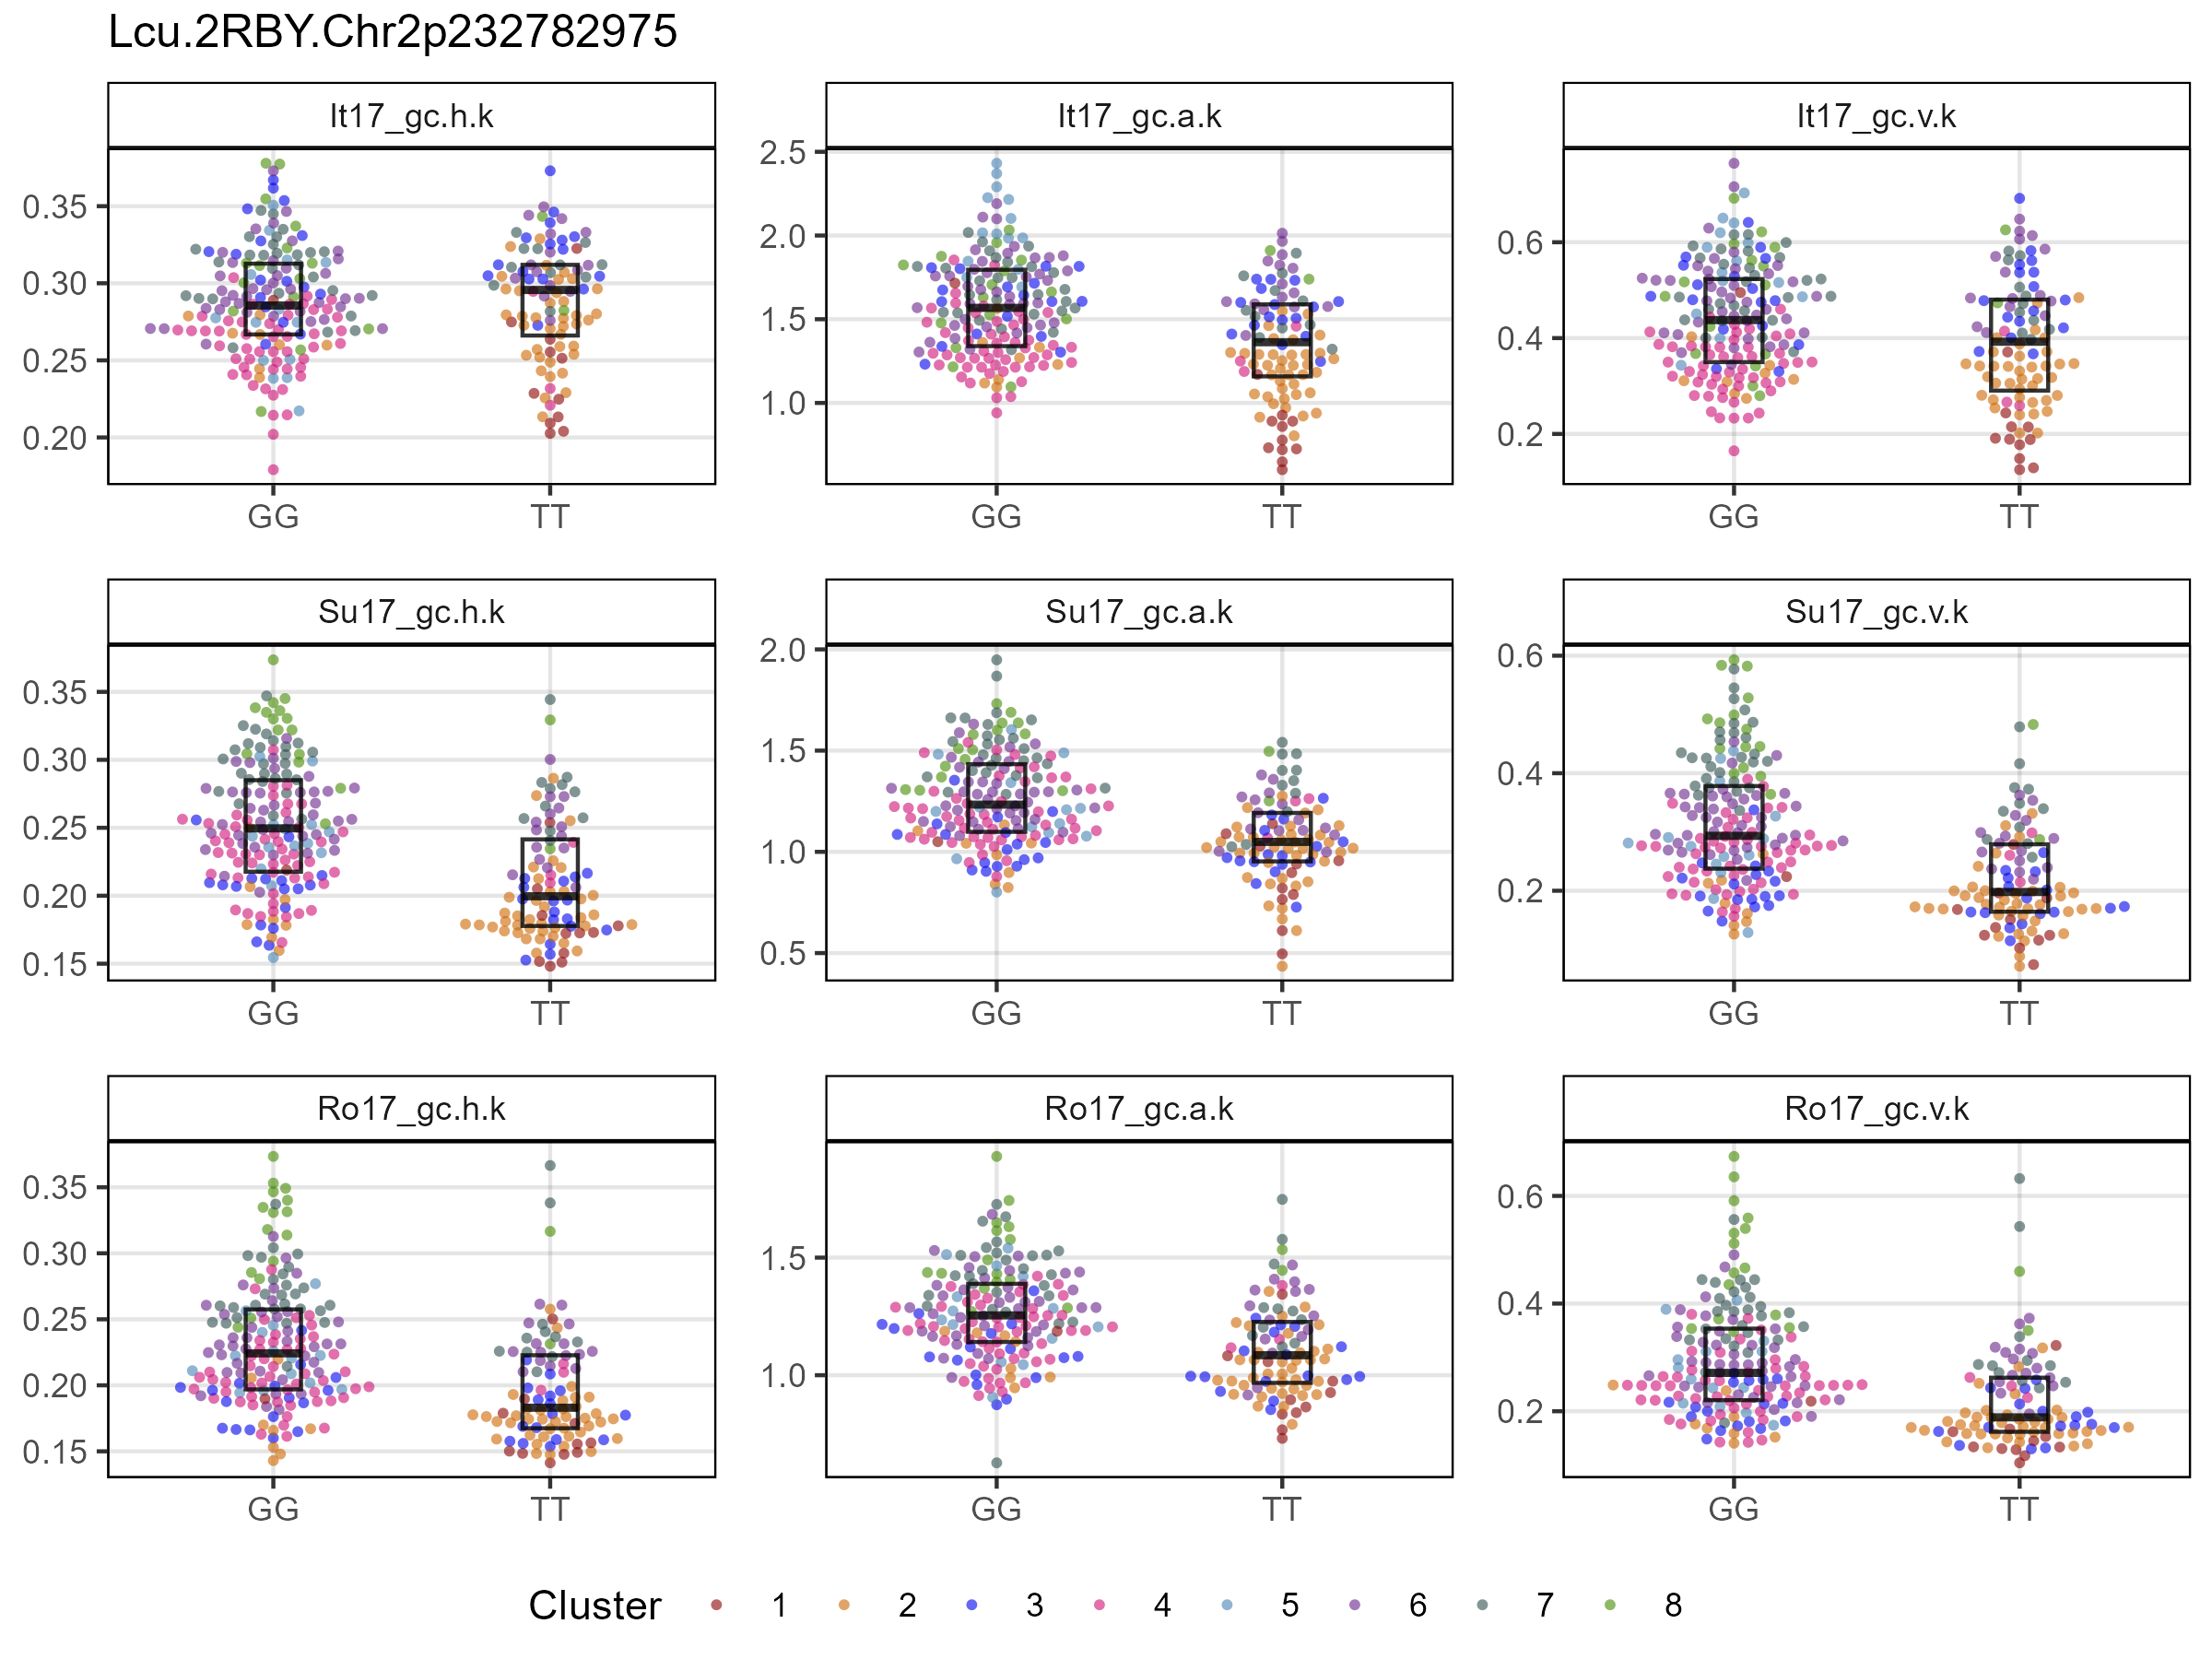 Lcu.2RBY.Chr2p232782975
It17_gc.h.k
It17_gc.a.k
It17_gc.v.k
0.35
0.30
0.25
0.20
GG TT
2.5
2.0
1.5
1.0
GG TT
0.6
0.4
0.2
GG TT
Su17_gc.h.k
Su17_gc.a.k
Su17_gc.v.k
0.35
0.30
0.25
0.20
0.15
GG TT
2.0
1.5
1.0
0.5
GG TT
0.6
0.4
0.2
GG TT
Ro17_gc.h.k
Ro17_gc.a.k
Ro17_gc.v.k
0.35
0.30
0.25
0.20
0.15
GG TT
1.5
1.0
GG TT
0.6
0.4
0.2
GG TT
Cluster 1 2 3 4 5 6 7 8